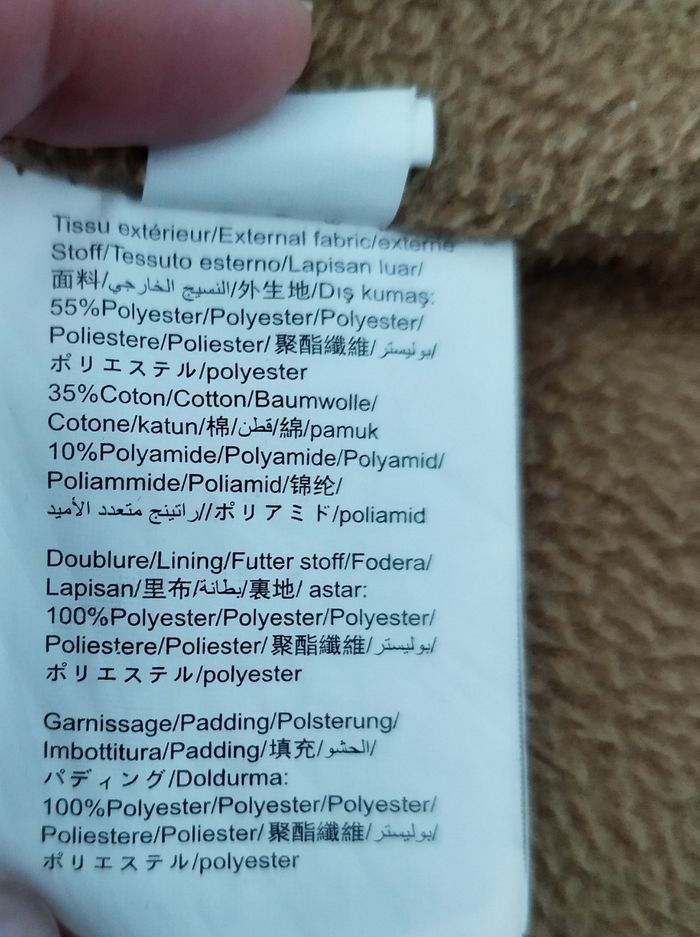 Tissu extérieur/External fabric/externe
Stoff/Tessuto esterno/Lapisan luar/
面料/النسيج الخارجي/外生地/Dış kumaş:
55%Polyester/Polyester/Polyester/
Poliestere/Poliester/聚酯纖維/بوليستر/
ポリエステル/polyester
35%Coton/Cotton/Baumwolle/
Cotone/katun/棉/قطن/綿/pamuk
10%Polyamide/Polyamide/Polyamid/
Poliammide/Poliamid/锦纶/
راتينج متعدد الأميد//ポリアミド/poliamid
Doublure/Lining/Futter stoff/Fodera/
Lapisan/里布/بطانة/裏地/ astar:
100%Polyester/Polyester/Polyester/
Poliestere/Poliester/聚酯纖維/بوليستر/
ポリエステル/polyester
Garnissage/Padding/Polsterung/
Imbottitura/Padding/填充/الحشو/
パディング/Doldurma:
100%Polyester/Polyester/Polyester/
Poliestere/Poliester/聚酯纖維/بوليستر/
ポリエステル/polyester